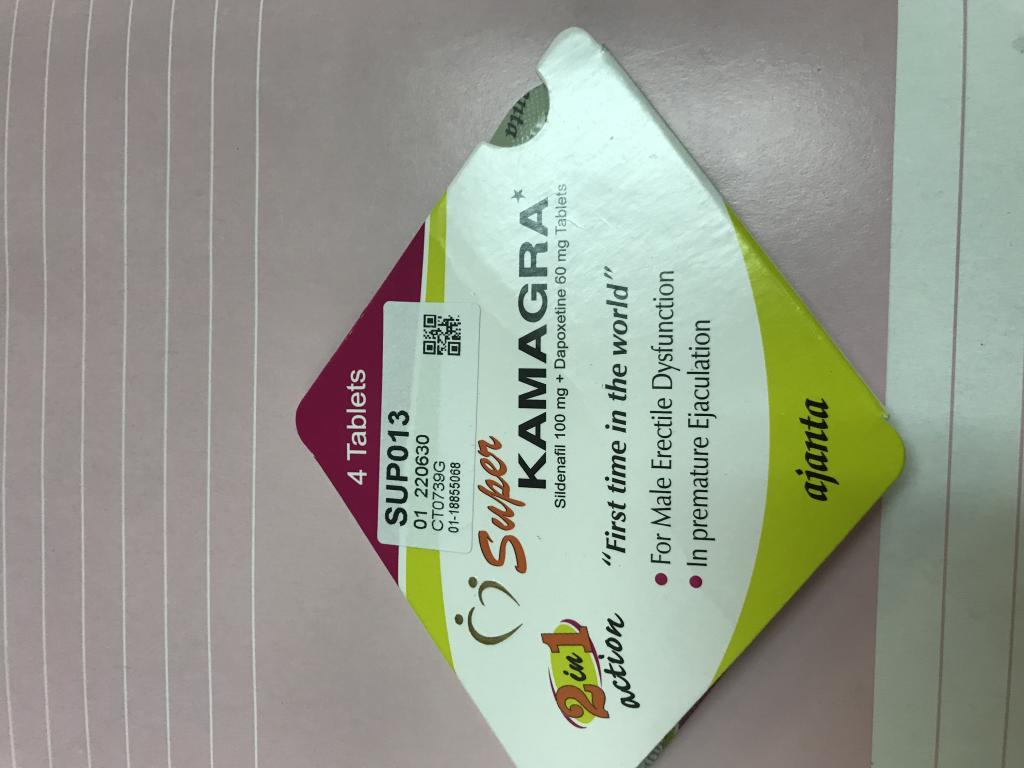 4 Tablets
SUP013
01 220630
CT0739G
01-18855068
Super
KAMAGRA*
Sildenafil 100 mg + Dapoxetine 60 mg Tablets
"First time in the world"
2 in 1
action
• For Male Erectile Dysfunction
• In premature Ejaculation
ajanta